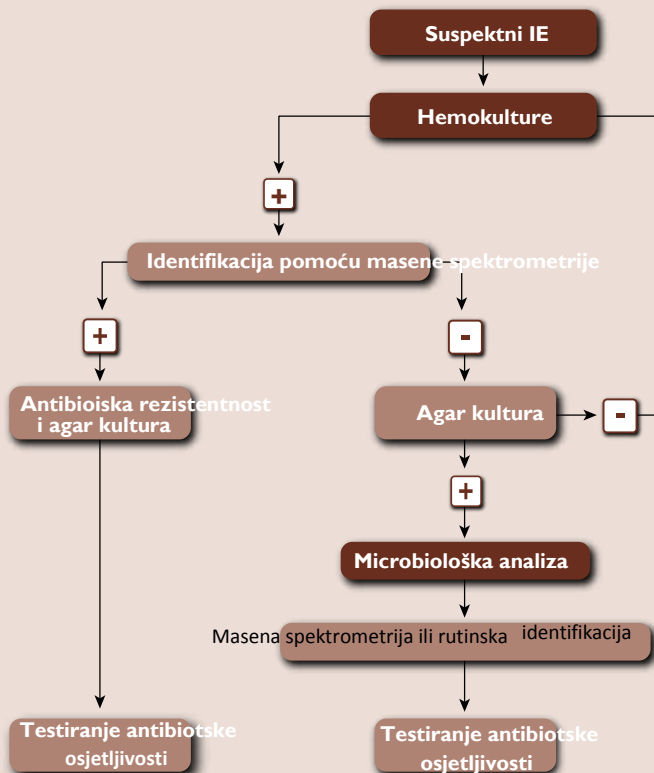 Suspektni IE
Hemokulture
+
Identifikacija pomoću masene spektrometrije
+
-
Antibioiska rezistentnost
i agar kultura
Agar kultura
-
+
Microbiološka analiza
Masena spektrometrija ili rutinska identifikacija
Testiranje antibiotske
osjetljivosti
Testiranje antibiotske
osjetljivosti